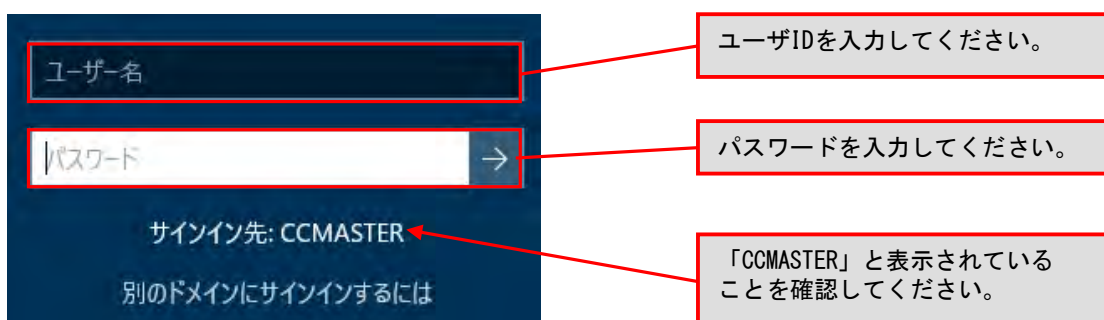 ユーザー名
ユーザIDを入力してください。
パスワード
パスワードを入力してください。
サインイン先: CCMASTER
別のドメインにサインインするには
「CCMASTER」と表示されている
ことを確認してください。